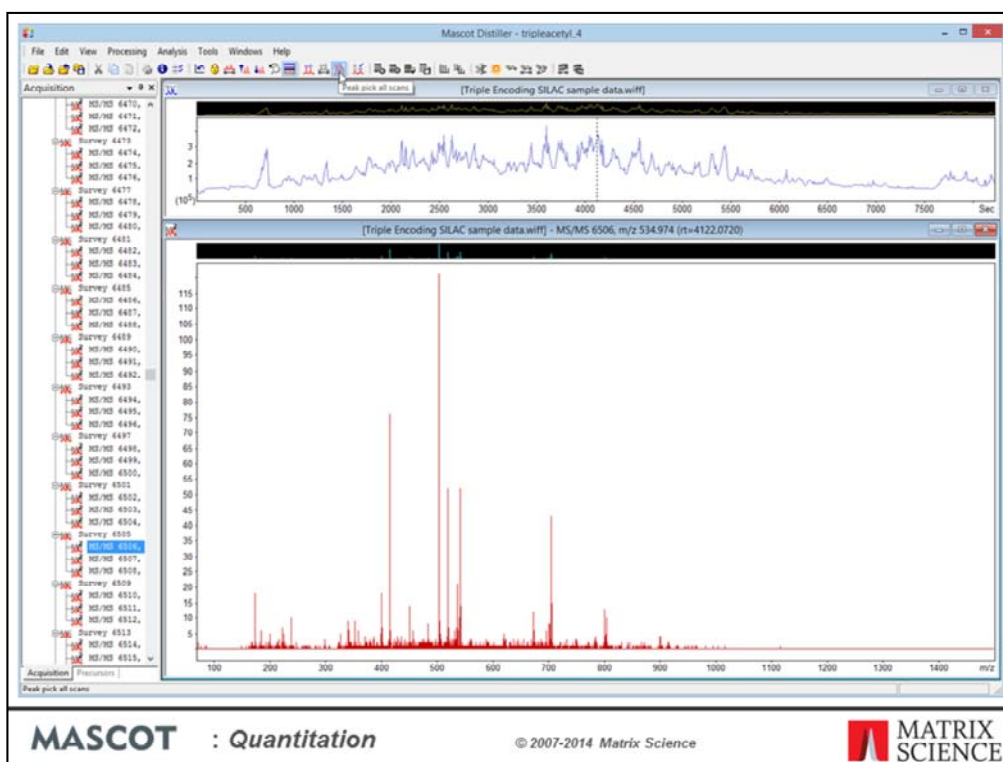 Mascot Distiller - tripleacetyl_4
File Edit View Processing Analysis Tools Windows Help
Peak pick all scans
Acquisition
MS/MS 6470,
MS/MS 6471,
MS/MS 6472,
Survey 6473
MS/MS 6474,
MS/MS 6475,
MS/MS 6476,
Survey 6477
MS/MS 6478,
MS/MS 6479,
MS/MS 6480,
Survey 6481
MS/MS 6482,
MS/MS 6483,
MS/MS 6484,
Survey 6485
MS/MS 6486,
MS/MS 6487,
MS/MS 6488,
Survey 6489
MS/MS 6490,
MS/MS 6491,
MS/MS 6492,
Survey 6493
MS/MS 6494,
MS/MS 6495,
MS/MS 6496,
Survey 6497
MS/MS 6498,
MS/MS 6499,
MS/MS 6500,
Survey 6501
MS/MS 6502,
MS/MS 6503,
MS/MS 6504,
Survey 6505
MS/MS 6506,
MS/MS 6507,
MS/MS 6508,
Survey 6509
MS/MS 6510,
MS/MS 6511,
MS/MS 6512,
Survey 6513
MS/MS 6514,
MS/MS 6515,
Acquisition Precursors
Peak pick all scans
[Triple Encoding SILAC sample data.wiff]
3
2
1
(10⁵)
500 1000 1500 2000 2500 3000 3500 4000 4500 5000 5500 6000 6500 7000 7500 Sec
[Triple Encoding SILAC sample data.wiff] - MS/MS 6506, m/z 534.974 (rt=4122.0720)
115
110
105
100
95
90
85
80
75
70
65
60
55
50
45
40
35
30
25
20
15
10
5
100 200 300 400 500 600 700 800 900 1000 1100 1200 1300 1400 m/z
MASCOT : Quantitation © 2007-2014 Matrix Science
MATRIX
SCIENCE